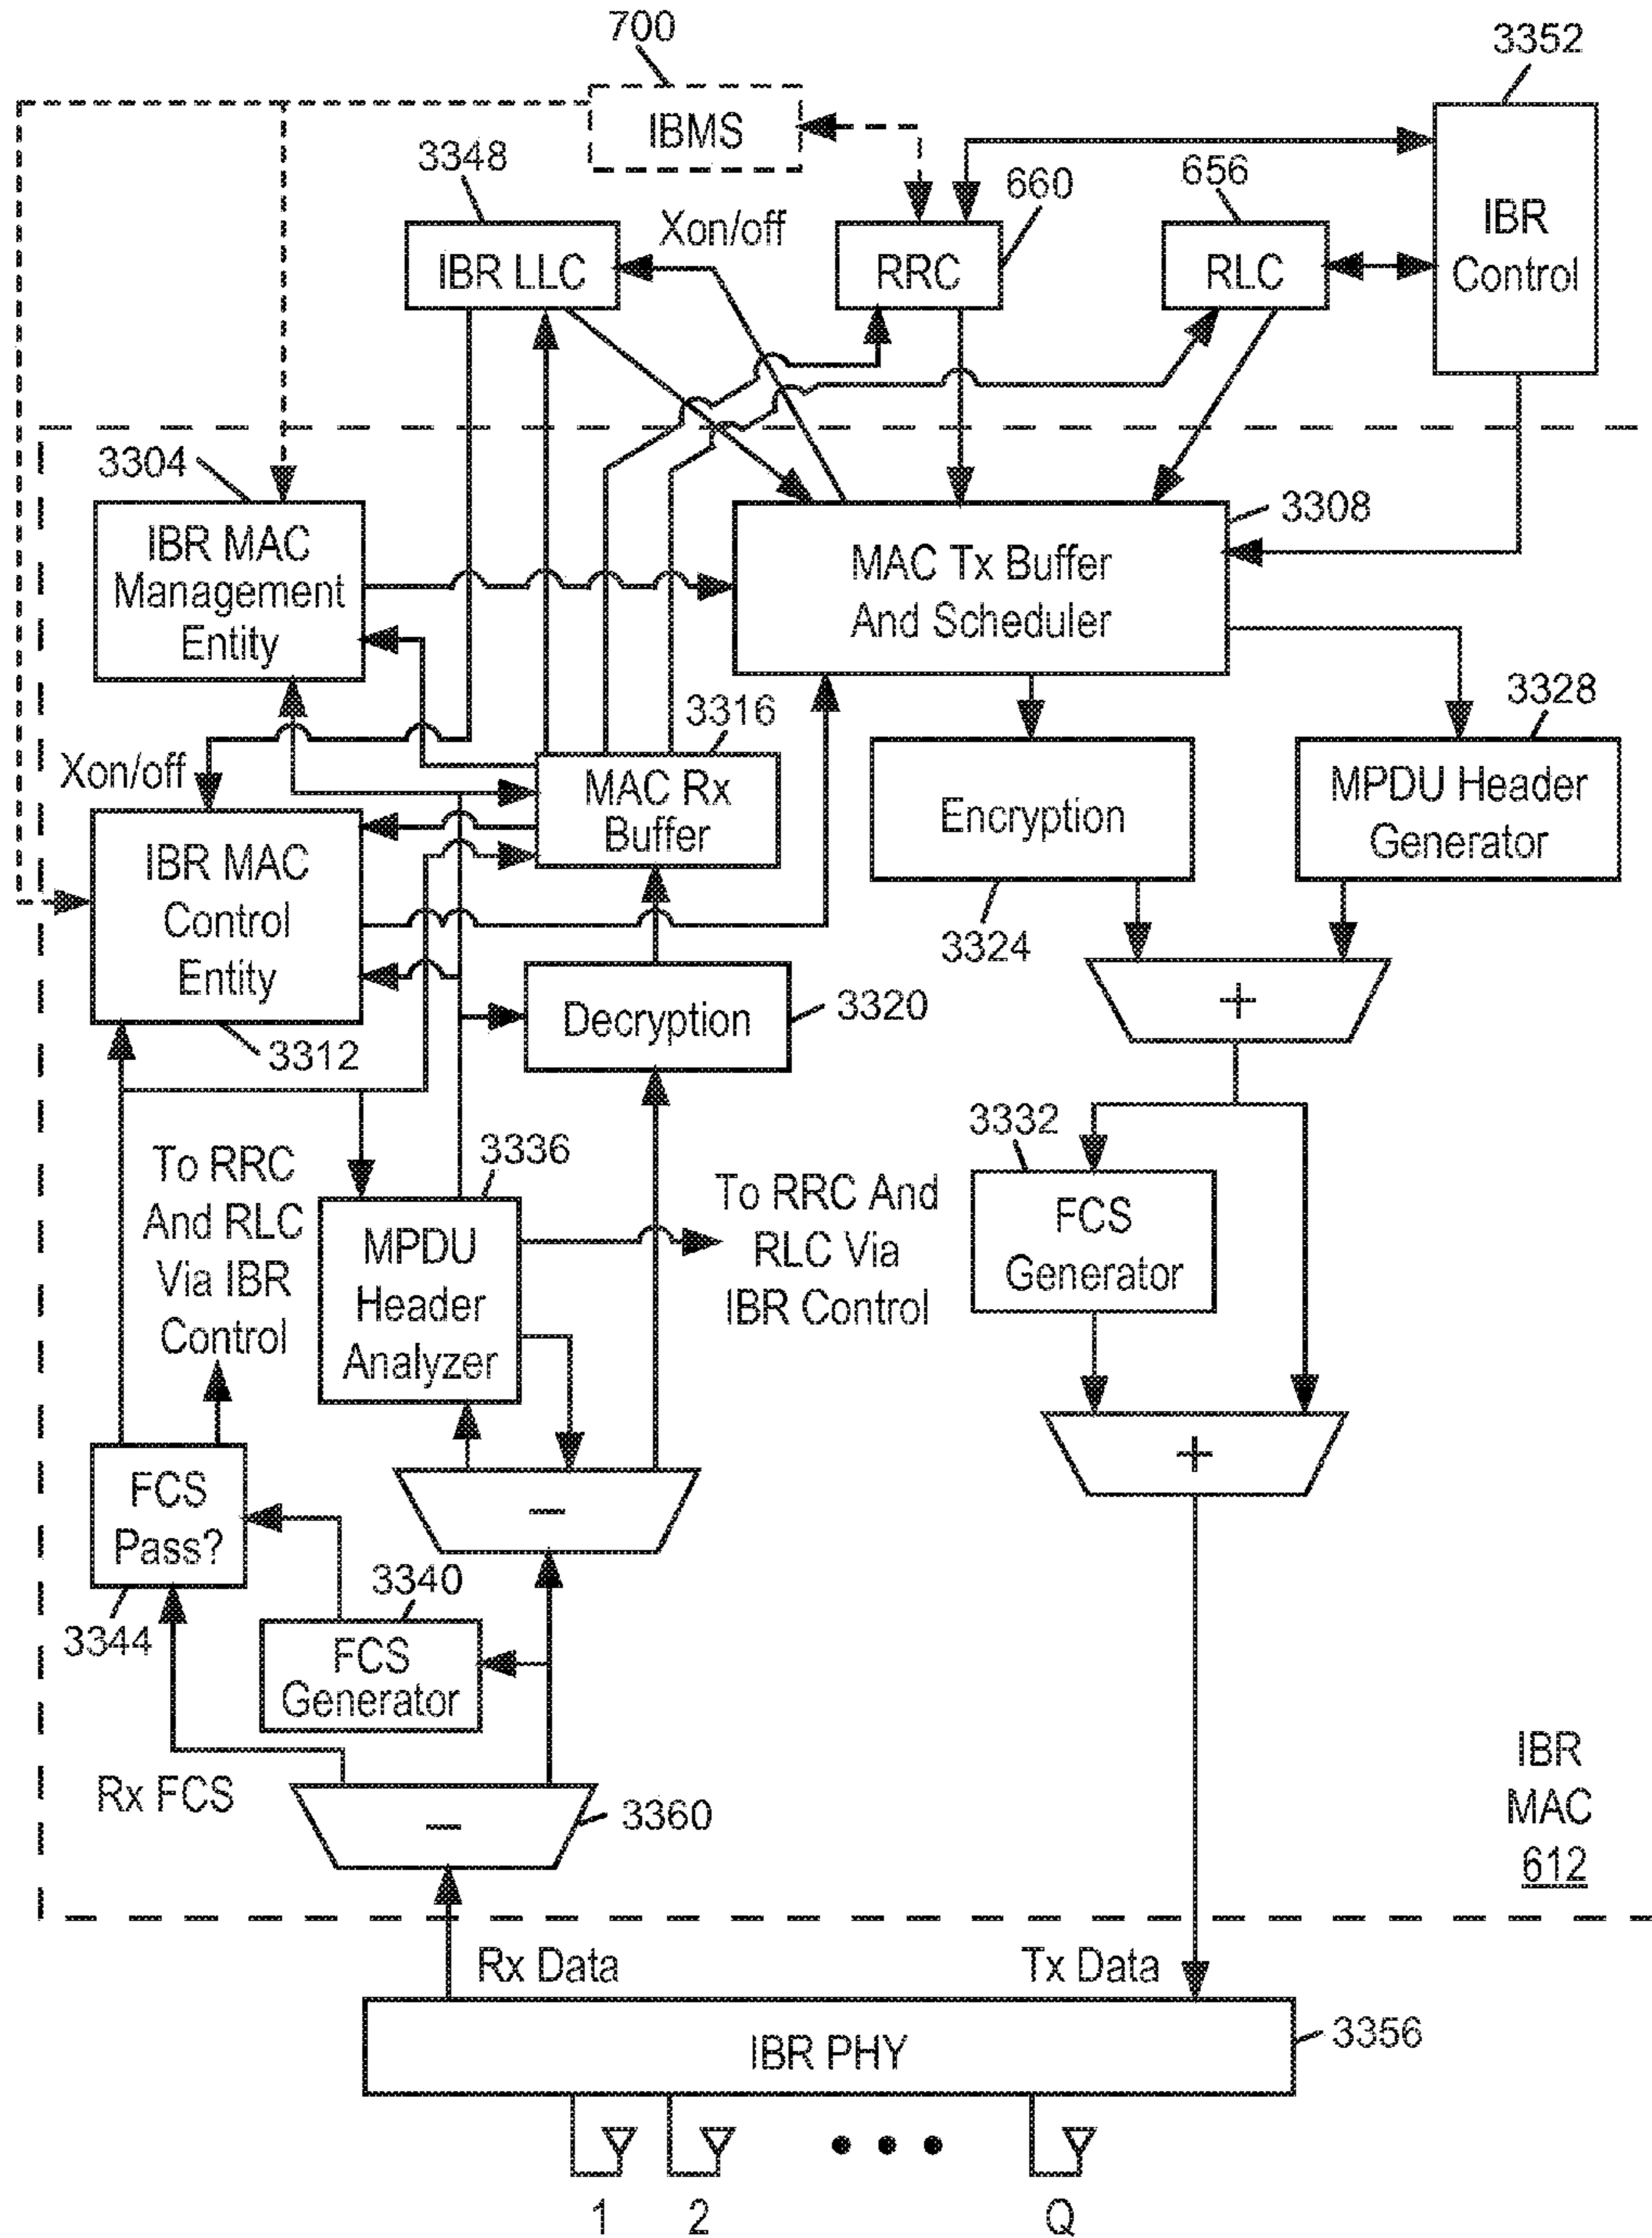 700
3352
IBMS
3348
660
656
Xon/off
IBR LLC
RRC
RLC
IBR
Control
3304
3308
IBR MAC
Management
Entity
MAC Tx Buffer
And Scheduler
3316
3328
Xon/off
MAC Rx
Buffer
Encryption
MPDU Header
Generator
IBR MAC
Control
Entity
3324
+
Decryption
3320
3312
3332
3336
To RRC
And RLC
Via IBR
Control
To RRC And
RLC Via
IBR Control
MPDU
Header
Analyzer
FCS
Generator
+
FCS
Pass?
–
3340
3344
FCS
Generator
Rx FCS
–
3360
IBR
MAC
612
Rx Data
Tx Data
IBR PHY
3356
1
2
Q